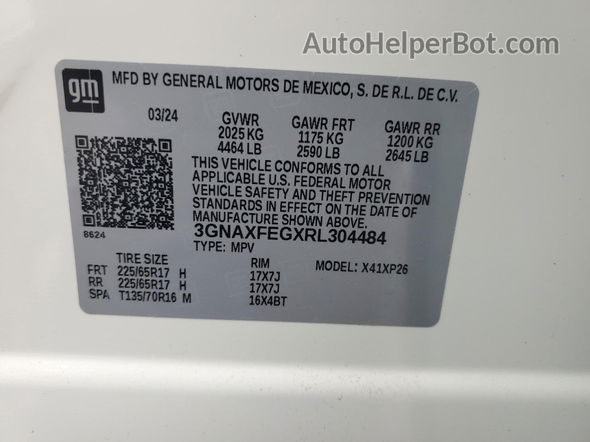 AutoHelperBot.com
gm
MFD BY GENERAL MOTORS DE MEXICO, S. DE R.L. DE C.V.
03/24 GVWR GAWR FRT GAWR RR
2025 KG 1175 KG 1200 KG
4464 LB 2590 LB 2645 LB
THIS VEHICLE CONFORMS TO ALL
APPLICABLE U.S. FEDERAL MOTOR
VEHICLE SAFETY AND THEFT PREVENTION
STANDARDS IN EFFECT ON THE DATE OF
MANUFACTURE SHOWN ABOVE.
8624 3GNAXFEGXRL304484
TYPE: MPV
TIRE SIZE RIM MODEL: X41XP26
FRT 225/65R17 H 17X7J
RR 225/65R17 H 17X7J
SPA T135/70R16 M 16X4BT